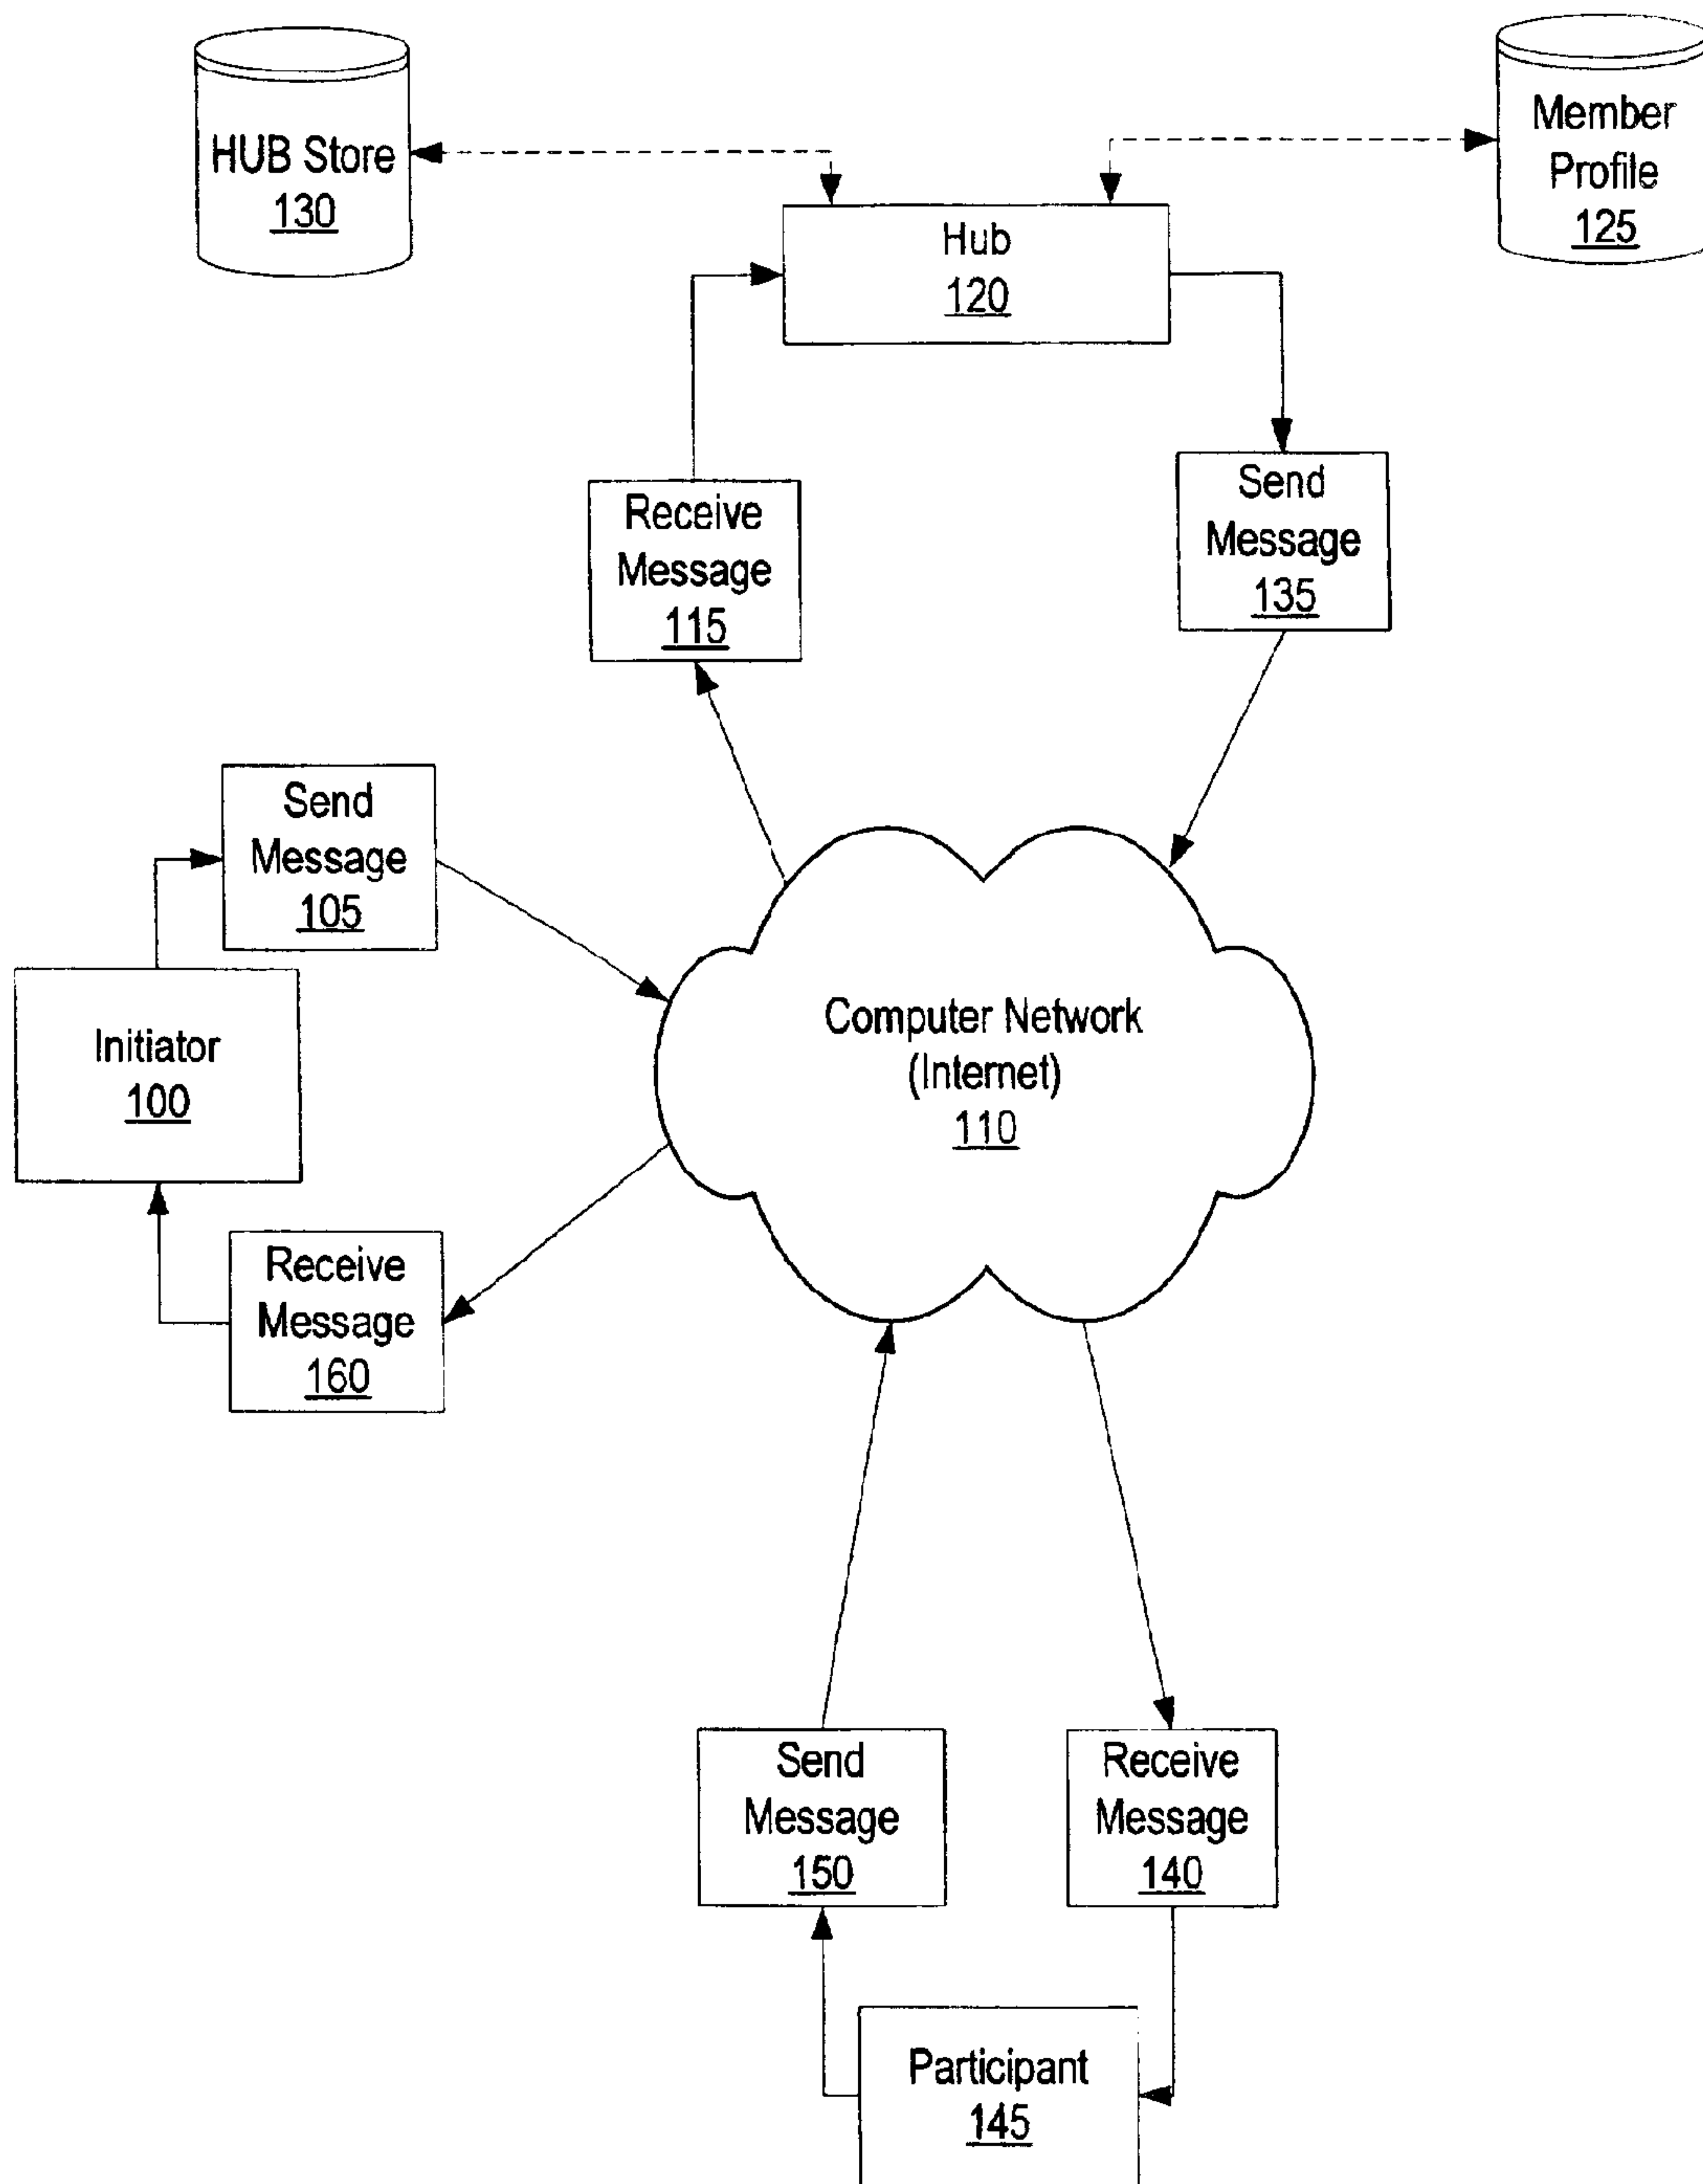 HUB Store
130
Member
Profile
125
Hub
120
Receive
Message
115
Send
Message
135
Send
Message
105
Initiator
100
Computer Network
(Internet)
110
Receive
Message
160
Send
Message
150
Receive
Message
140
Participant
145